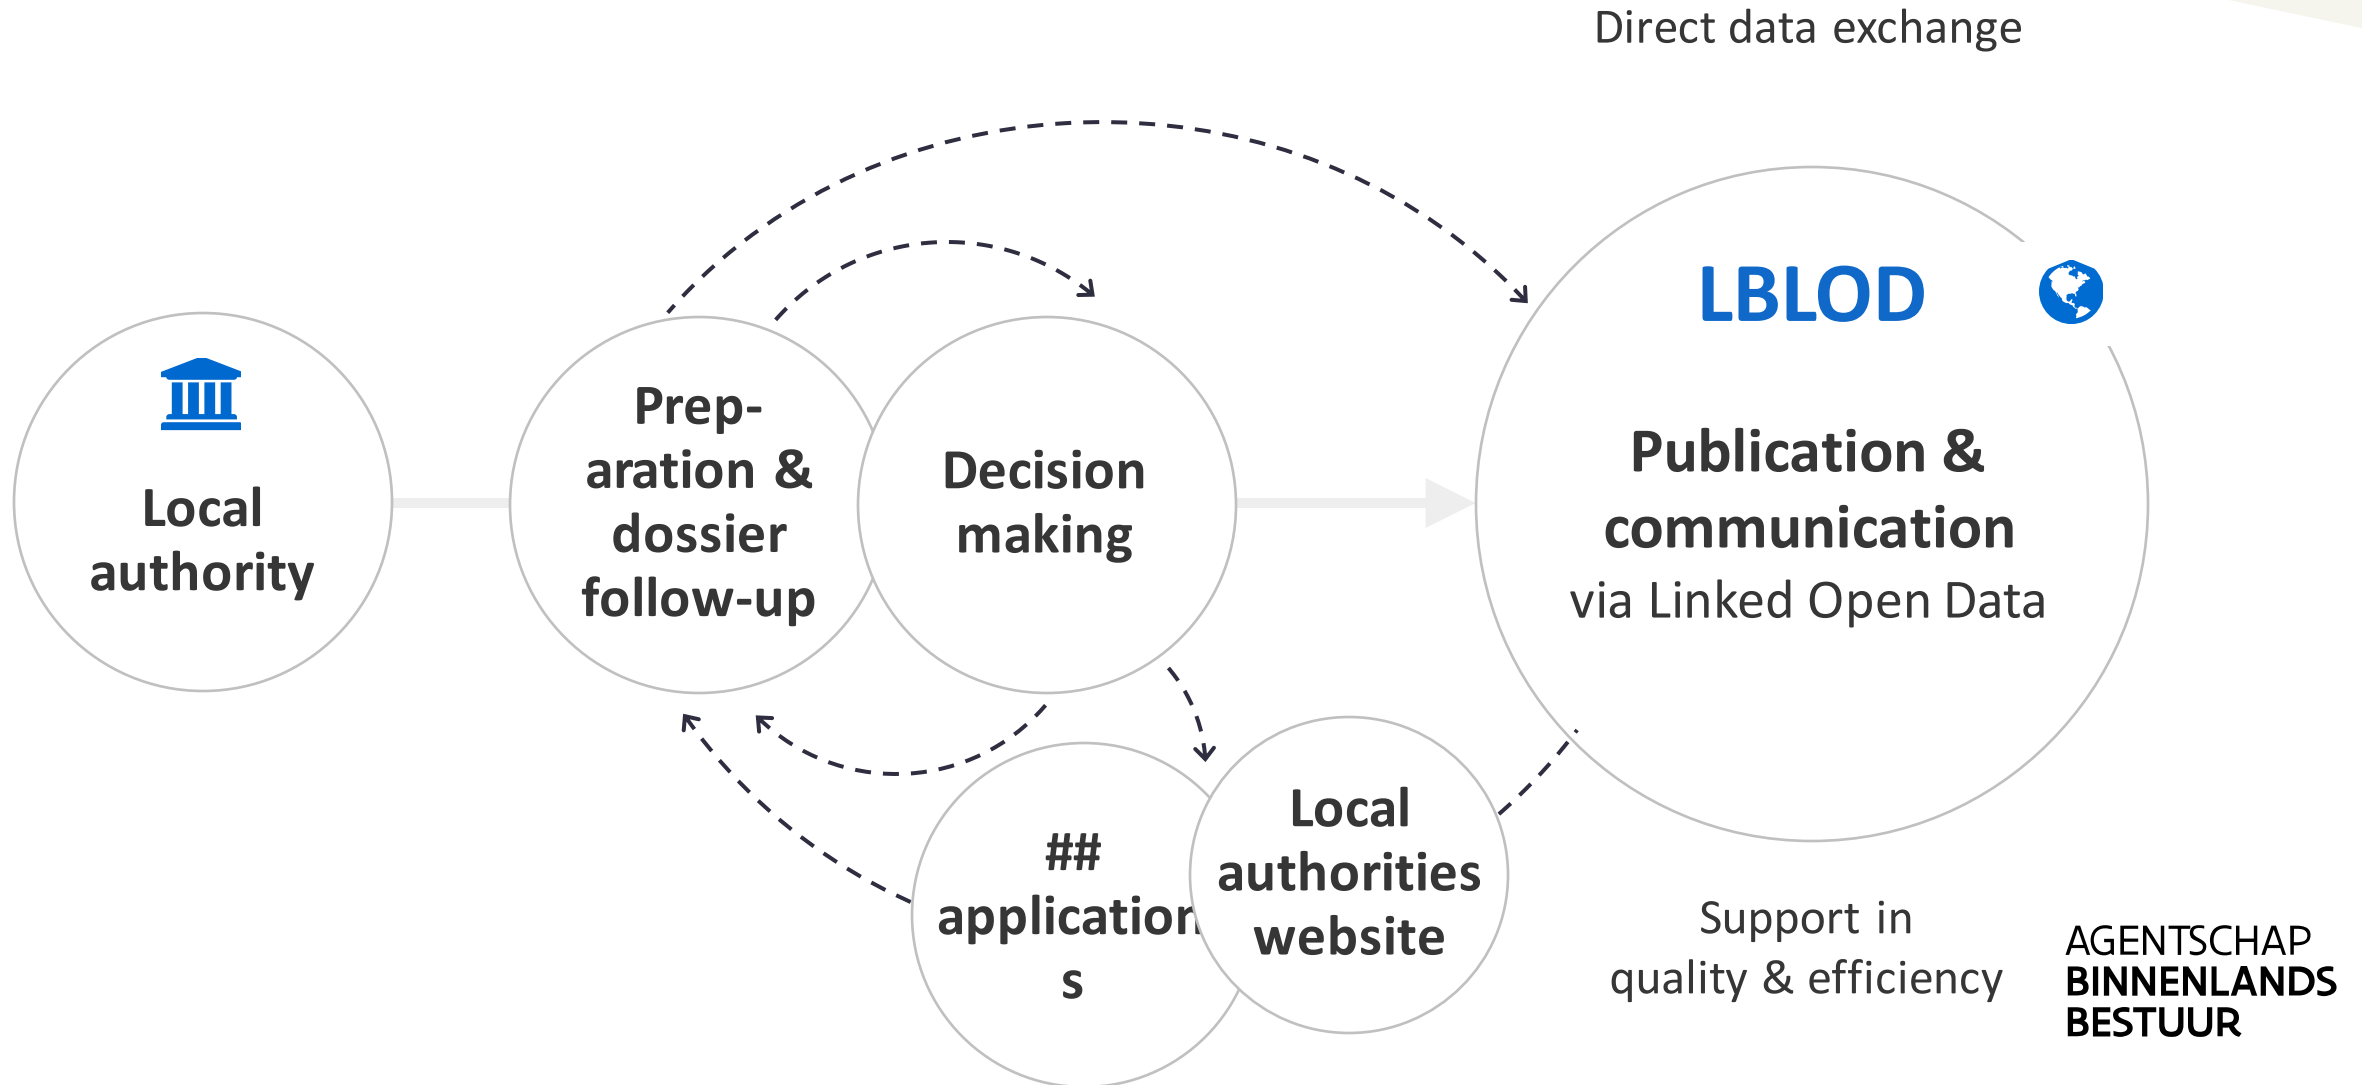 Direct data exchange
Local
authority
Prep-
aration &
dossier
follow-up
Decision
making
LBLOD
Publication &
communication
via Linked Open Data
##
application
s
Local
authorities
website
Support in
quality & efficiency
AGENTSCHAP
BINNENLANDS
BESTUUR